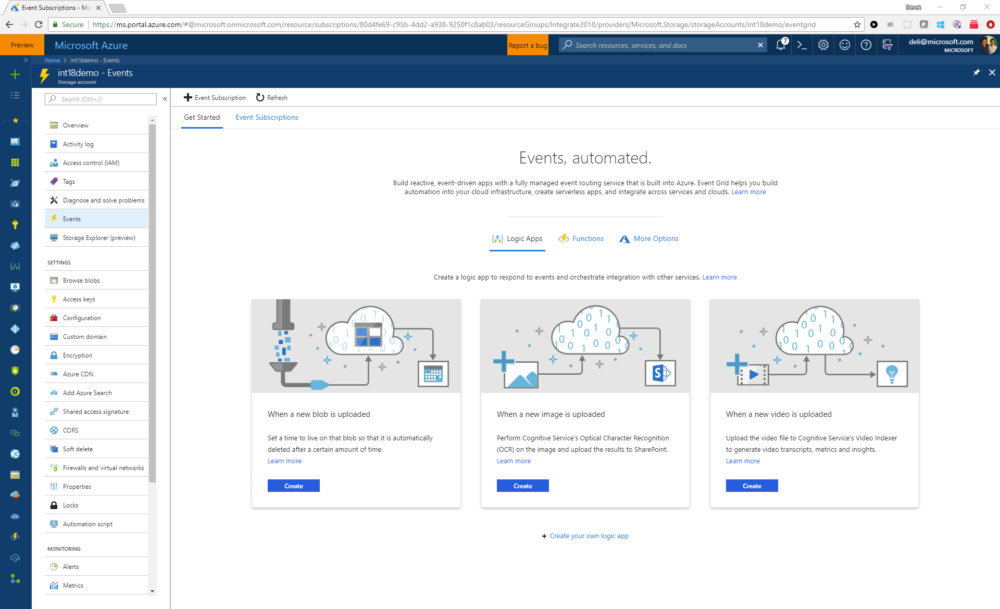 Event Subscriptions - Mic
Derek
Secure
https://ms.portal.azure.com/#@microsoft.onmicrosoft.com/resource/subscriptions/80d4fe69-c95b-4dd2-a938-9250f1c8ab03/resourceGroups/Integrate2018/providers/Microsoft.Storage/storageAccounts/int18demo/eventgrid
Preview
Microsoft Azure
Report a bug
Search resources, services, and docs
7
deli@microsoft.com
MICROSOFT
Home > int18demo - Events
int18demo - Events
Storage account
Search (Ctrl+/)
Event Subscription
Refresh
Get Started
Event Subscriptions
Overview
Activity log
Access control (IAM)
Tags
Diagnose and solve problems
Events
Storage Explorer (preview)
SETTINGS
Browse blobs
Access keys
Configuration
Custom domain
Encryption
Azure CDN
Add Azure Search
Shared access signature
CORS
Soft delete
Firewalls and virtual networks
Properties
Locks
Automation script
MONITORING
Alerts
Metrics
Events, automated.
Build reactive, event-driven apps with a fully managed event routing service that is built into Azure. Event Grid helps you build
automation into your cloud infrastructure, create serverless apps, and integrate across services and clouds. Learn more
Logic Apps
Functions
More Options
Create a logic app to respond to events and orchestrate integration with other services. Learn more
When a new blob is uploaded
Set a time to live on that blob so that it is automatically
deleted after a certain amount of time.
Learn more
Create
When a new image is uploaded
Perform Cognitive Service's Optical Character Recognition
(OCR) on the image and upload the results to SharePoint.
Learn more
Create
When a new video is uploaded
Upload the video file to Cognitive Service's Video Indexer
to generate video transcripts, metrics and insights.
Learn more
Create
+ Create your own logic app